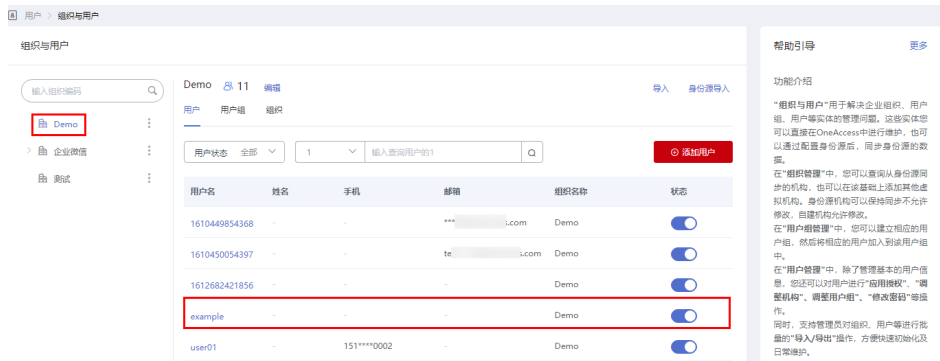 用户 > 组织与用户
组织与用户
输入组织编码
Demo
企业微信
测试
Demo 11 编辑
导入 身份源导入
用户 用户组 组织
用户状态 全部 1 输入查询用户的1 添加用户
用户名 姓名 手机 邮箱 组织名称 状态
1610449854368 - - ***s.com Demo
1610450054397 - - te s.com Demo
1612682421856 - - - Demo
example - - - Demo
user01 - 151****0002 - Demo
帮助引导 更多
功能介绍
"组织与用户"用于解决企业组织、用户
组、用户等实体的管理问题。这些实体您
可以直接在OneAccess中进行维护，也可
以通过配置身份源后，同步身份源的数
据。
在"组织管理"中，您可以查询从身份源同
步的机构，也可以在该基础上添加其他虚
拟机构。身份源机构可以保持同步不允许
修改，自建机构允许修改。
在"用户组管理"中，您可以建立相应的用
户组，然后将相应的用户加入到该用户组
中。
在"用户管理"中，除了管理基本的用户信
息，您还可以对用户进行"应用授权"、"调
整机构"、调整用户组"、"修改密码"等操
作。
同时，支持管理员对组织、用户等进行批
量的"导入/导出"操作，方便快速初始化及
日常维护。